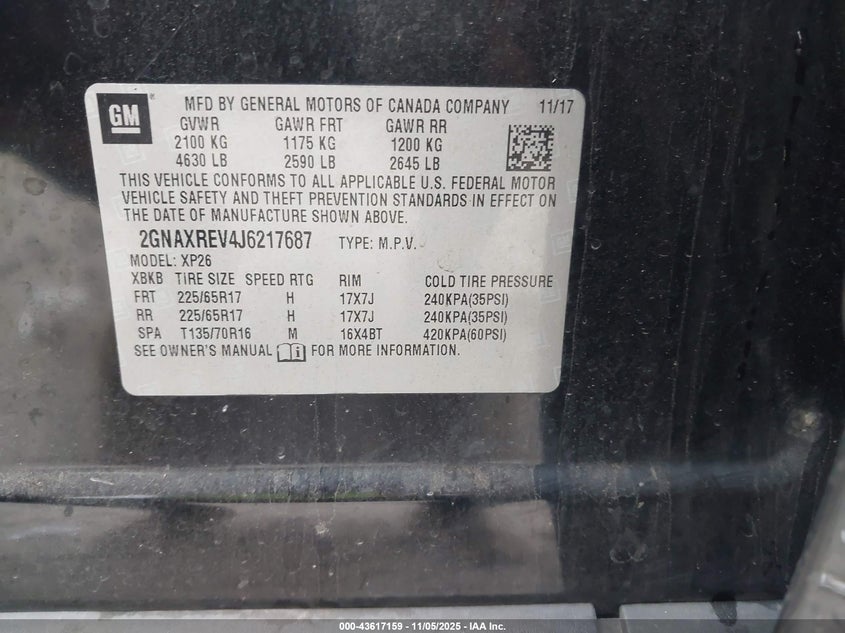 GM
MFD BY GENERAL MOTORS OF CANADA COMPANY 11/17
GVWR GAWR FRT GAWR RR
2100 KG 1175 KG 1200 KG
4630 LB 2590 LB 2645 LB
THIS VEHICLE CONFORMS TO ALL APPLICABLE U.S. FEDERAL MOTOR
VEHICLE SAFETY AND THEFT PREVENTION STANDARDS IN EFFECT ON
THE DATE OF MANUFACTURE SHOWN ABOVE.
2GNAXREV4J6217687 TYPE: M.P.V.
MODEL: XP26
XBKB TIRE SIZE SPEED RTG RIM COLD TIRE PRESSURE
FRT 225/65R17 H 17X7J 240KPA(35PSI)
RR 225/65R17 H 17X7J 240KPA(35PSI)
SPA T135/70R16 M 16X4BT 420KPA(60PSI)
SEE OWNER'S MANUAL FOR MORE INFORMATION.
000-43617159 - 11/05/2025 - IAA Inc.